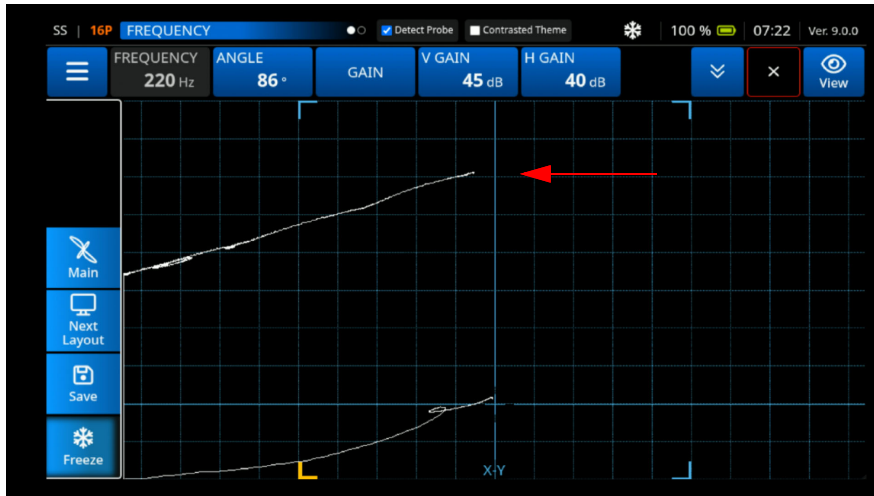 SS | 16P FREQUENCY Detect Probe Contrasted Theme 100 % 07:22 Ver. 9.0.0
FREQUENCY ANGLE GAIN V GAIN H GAIN
220 Hz 86 ° 45 dB 40 dB View
Main
Next
Layout
Save
Freeze
X-Y